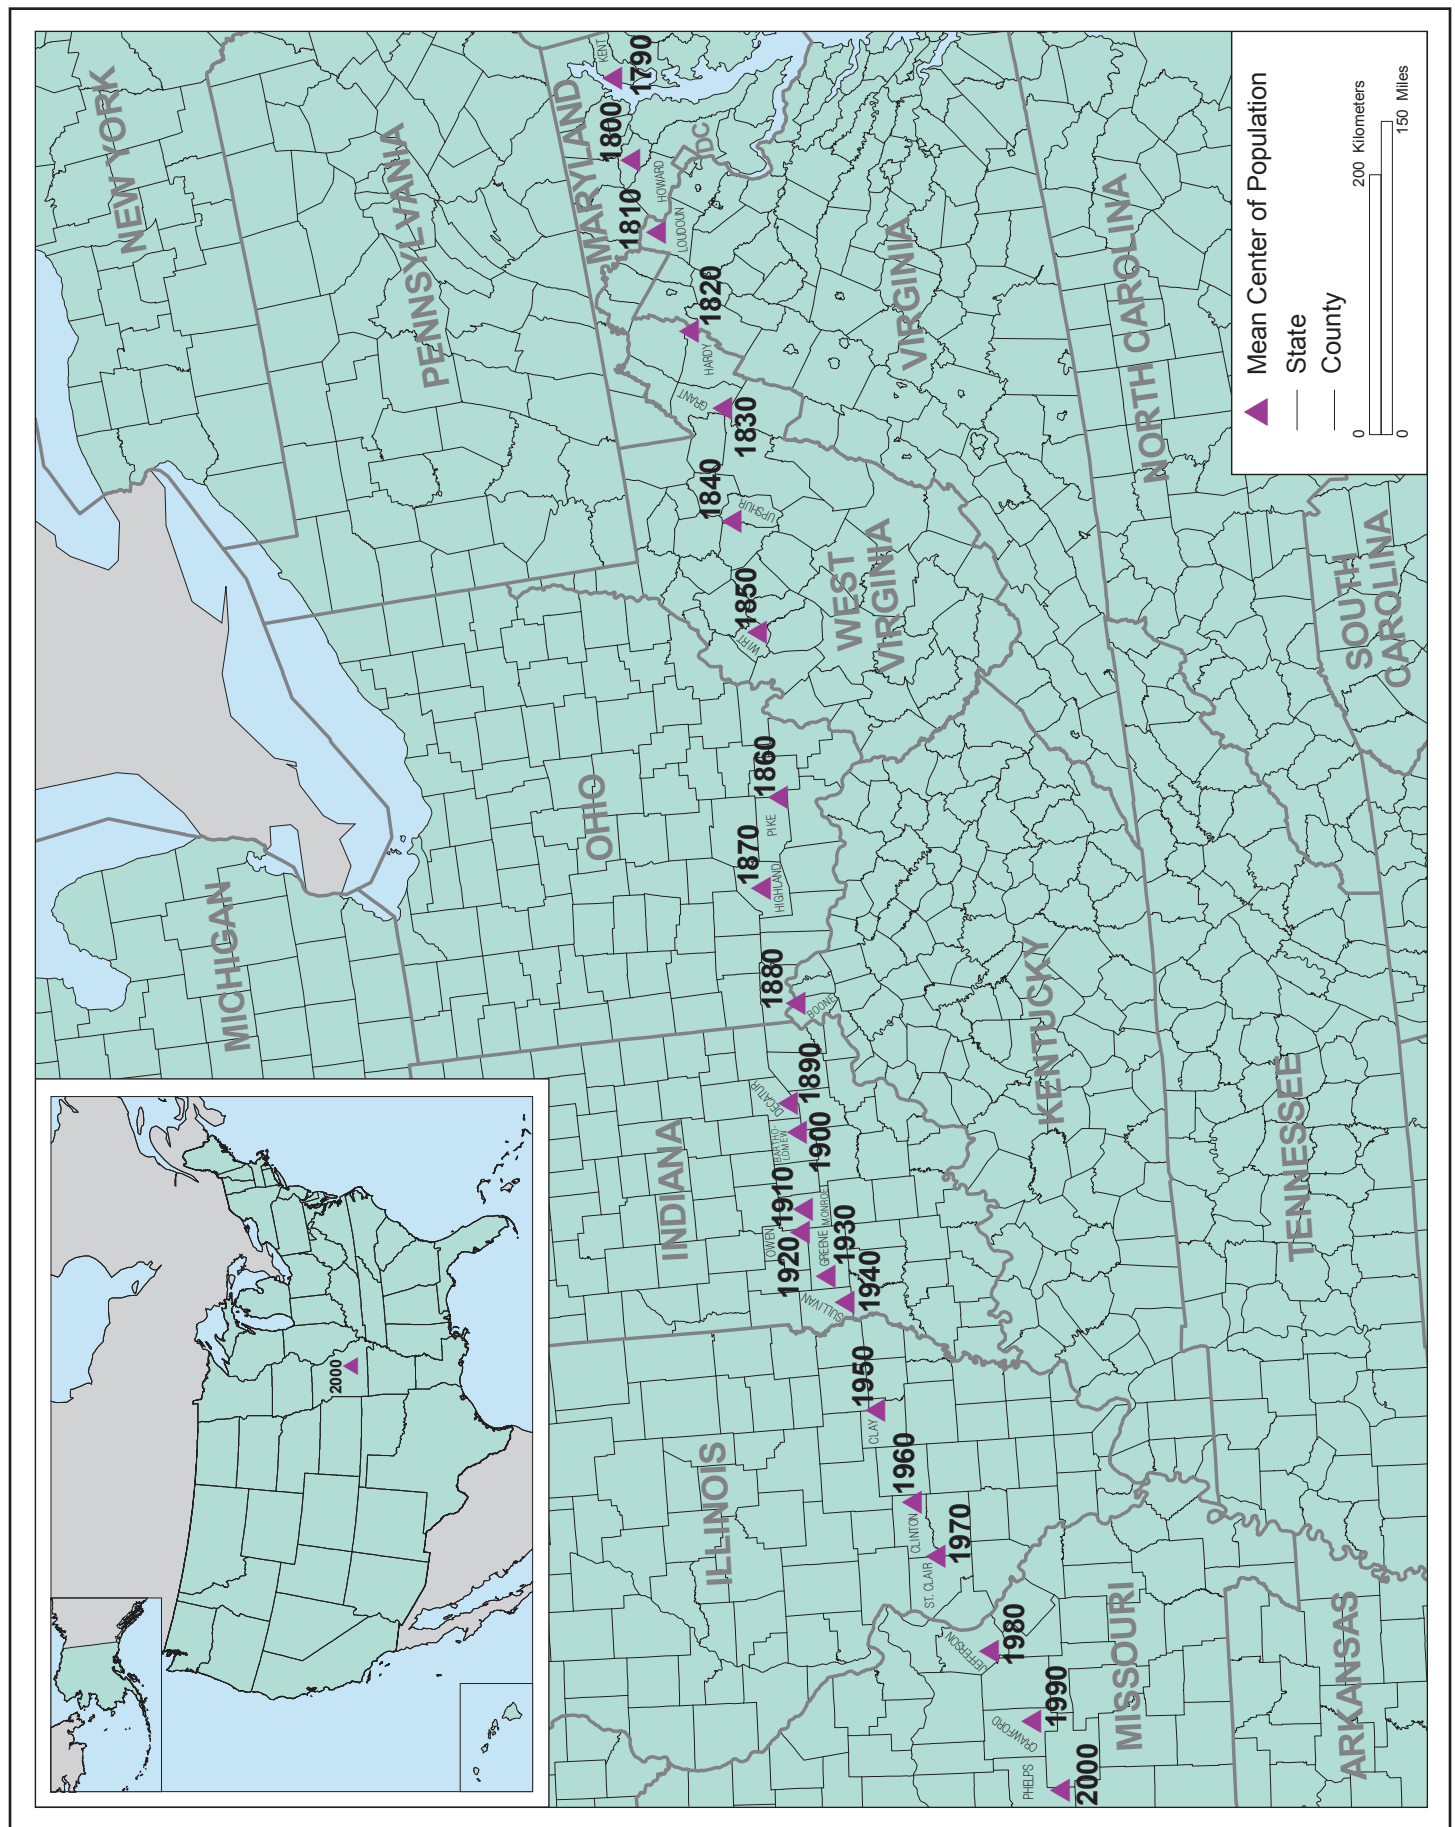 NEW YORK
PENNSYLVANIA
MICHIGAN
OHIO
INDIANA
ILLINOIS
MARYLAND
DC
VIRGINIA
WEST
VIRGINIA
KENTUCKY
NORTH CAROLINA
SOUTH
CAROLINA
TENNESSEE
MISSOURI
ARKANSAS
KENT
1790
1800
HOWARD
1810
LOUDOUN
1820
HARDY
GRANT
1830
1840
UPSHUR
1850
WIRT
1860
PIKE
1870
HIGHLAND
1880
BOONE
1890
DECATUR
BARTHO-
LOMEW
1900
1910
MONROE
OWEN
1920
GREENE
1930
SULLIVAN
1940
1950
CLAY
1960
CLINTON
1970
ST. CLAIR
1980
JEFFERSON
1990
CRAWFORD
PHELPS
2000
2000
Mean Center of Population
State
County
0 200 Kilometers
0 150 Miles